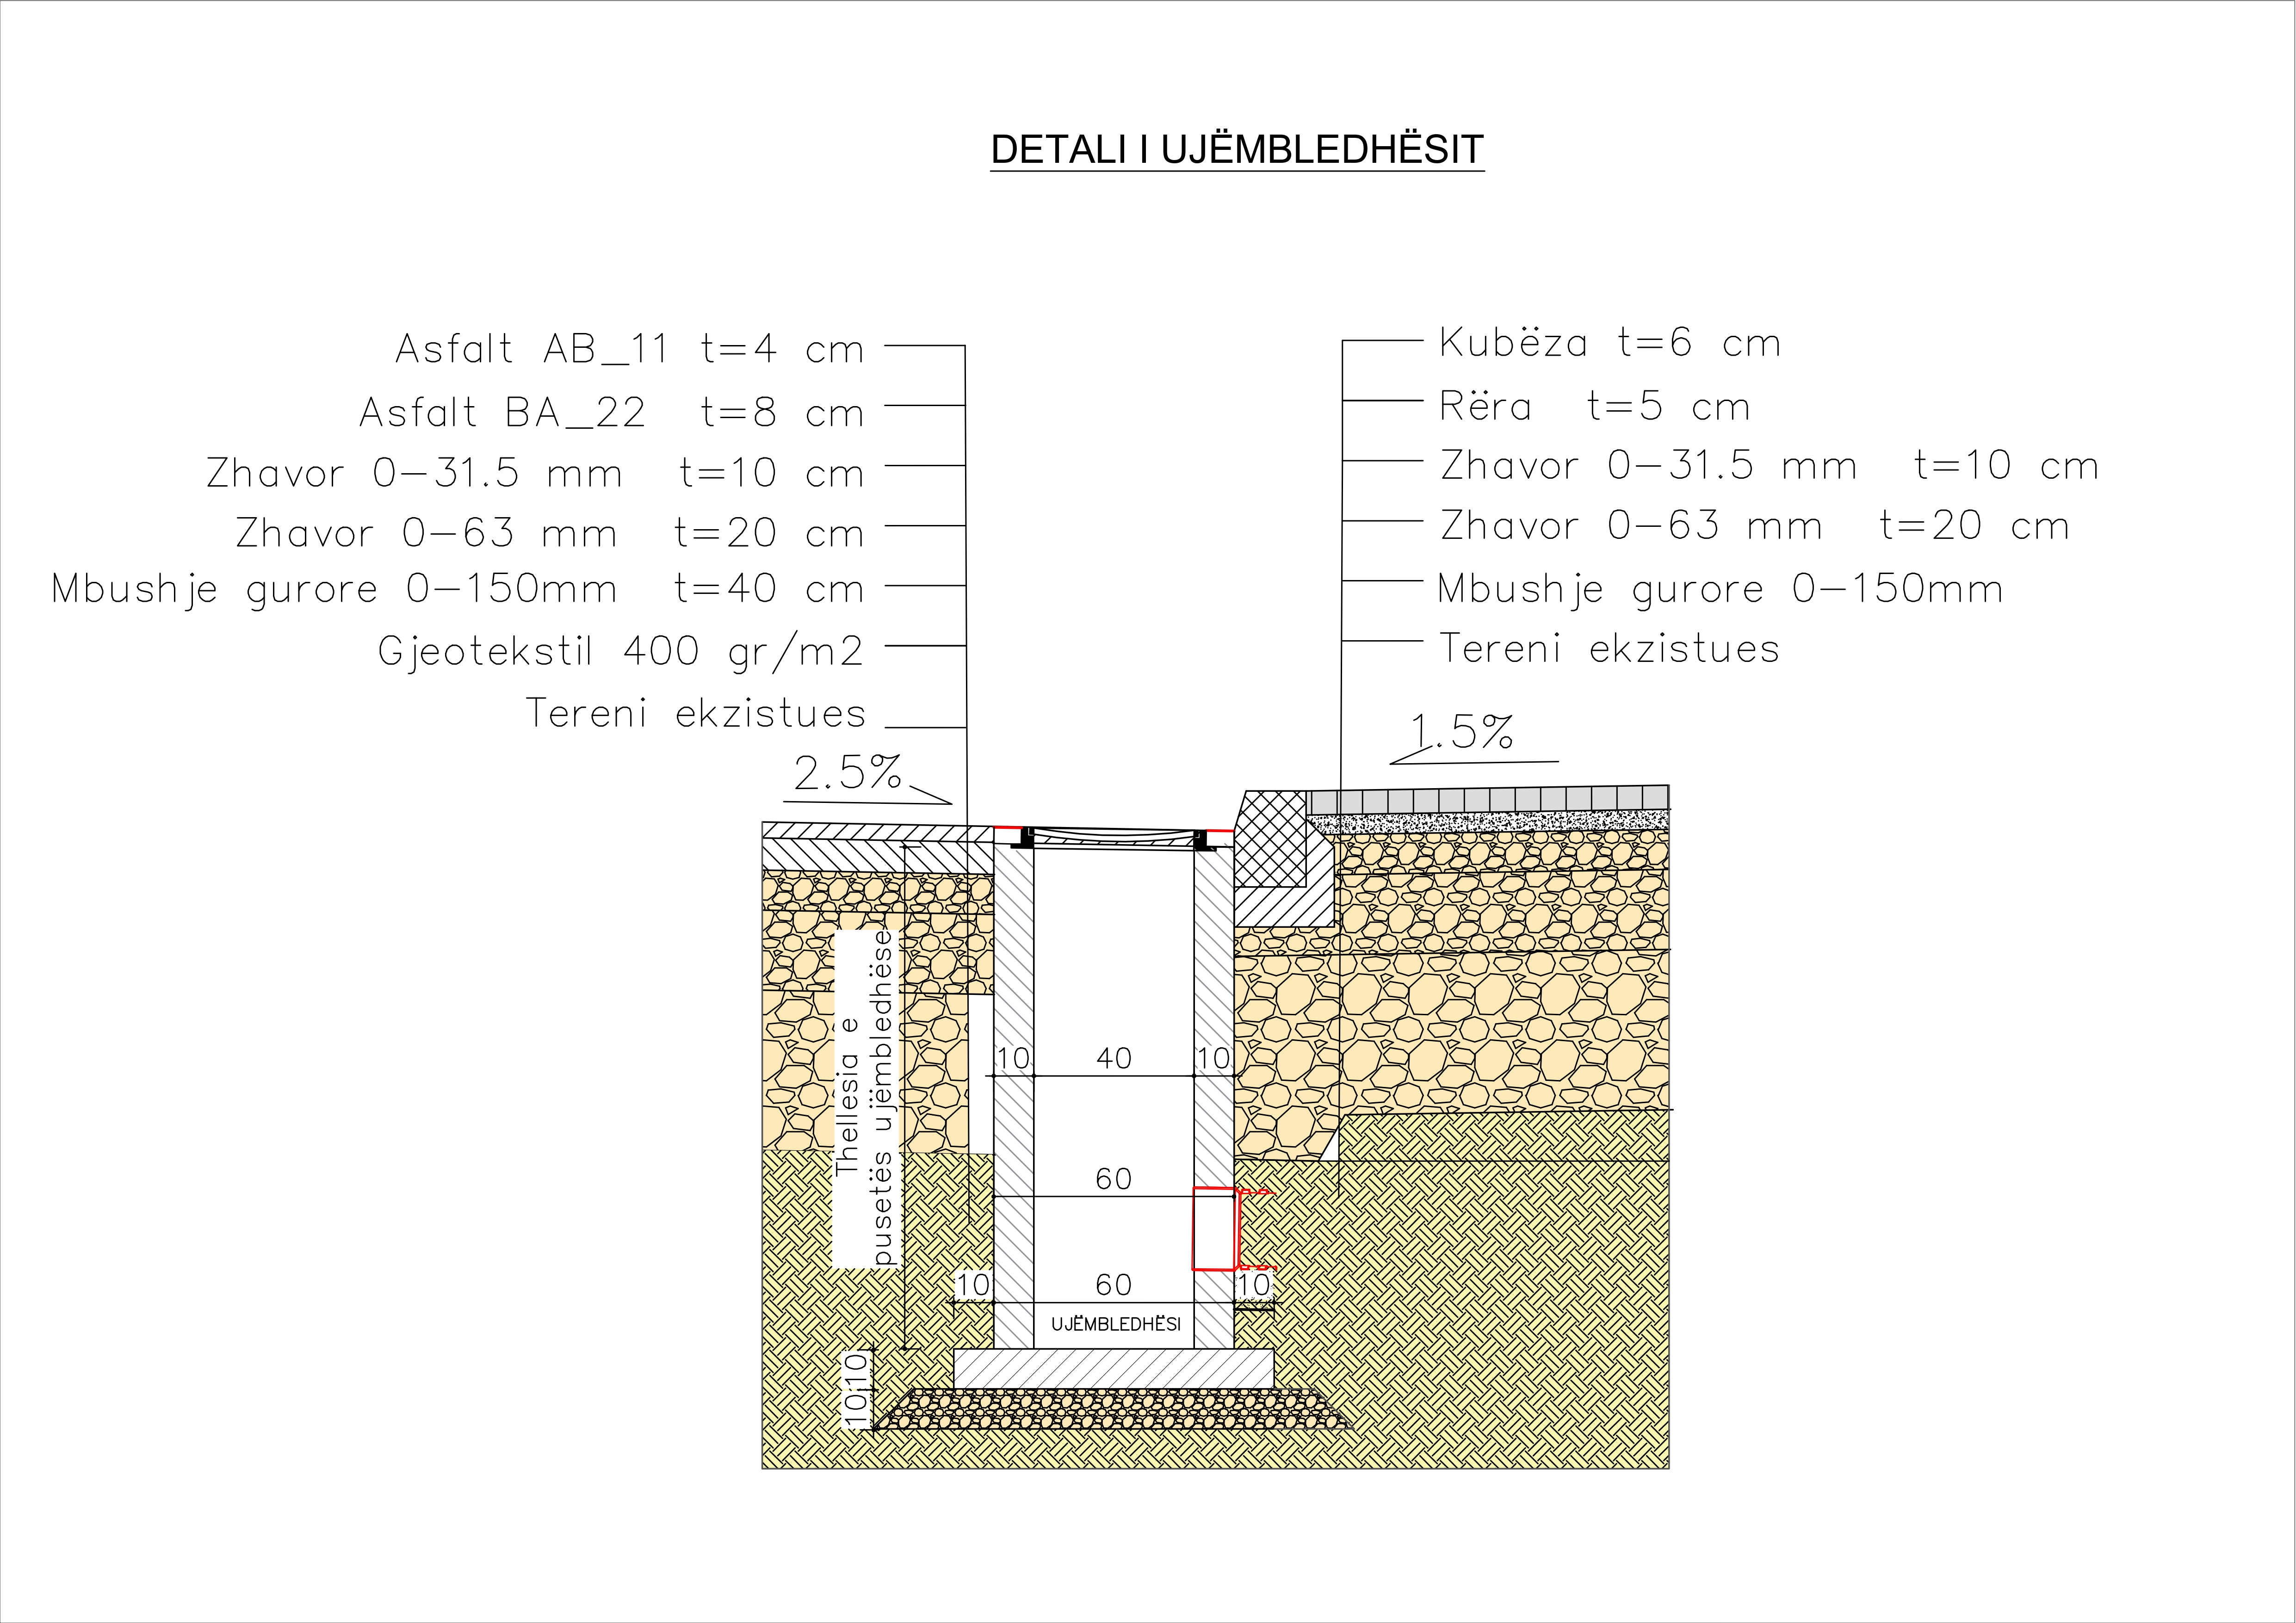 DETALI I UJËMBLEDHËSIT
Asfalt AB_11 t=4 cm
Asfalt BA_22 t=8 cm
Zhavor 0-31.5 mm t=10 cm
Zhavor 0-63 mm t=20 cm
Mbushje gurore 0-150mm t=40 cm
Gjeotekstil 400 gr/m2
Tereni ekzistues
2.5%
Kubëza t=6 cm
Rëra t=5 cm
Zhavor 0-31.5 mm t=10 cm
Zhavor 0-63 mm t=20 cm
Mbushje gurore 0-150mm
Tereni ekzistues
1.5%
Thellesia e
pusetës ujëmbledhëse
10 40 10
60
10 60 10
UJËMBLEDHËSI
10
10